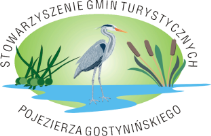 STOWARZYSZENIE GMIN TURYSTYCZNYCH
POJEZIERZA GOSTYNIŃSKIEGO